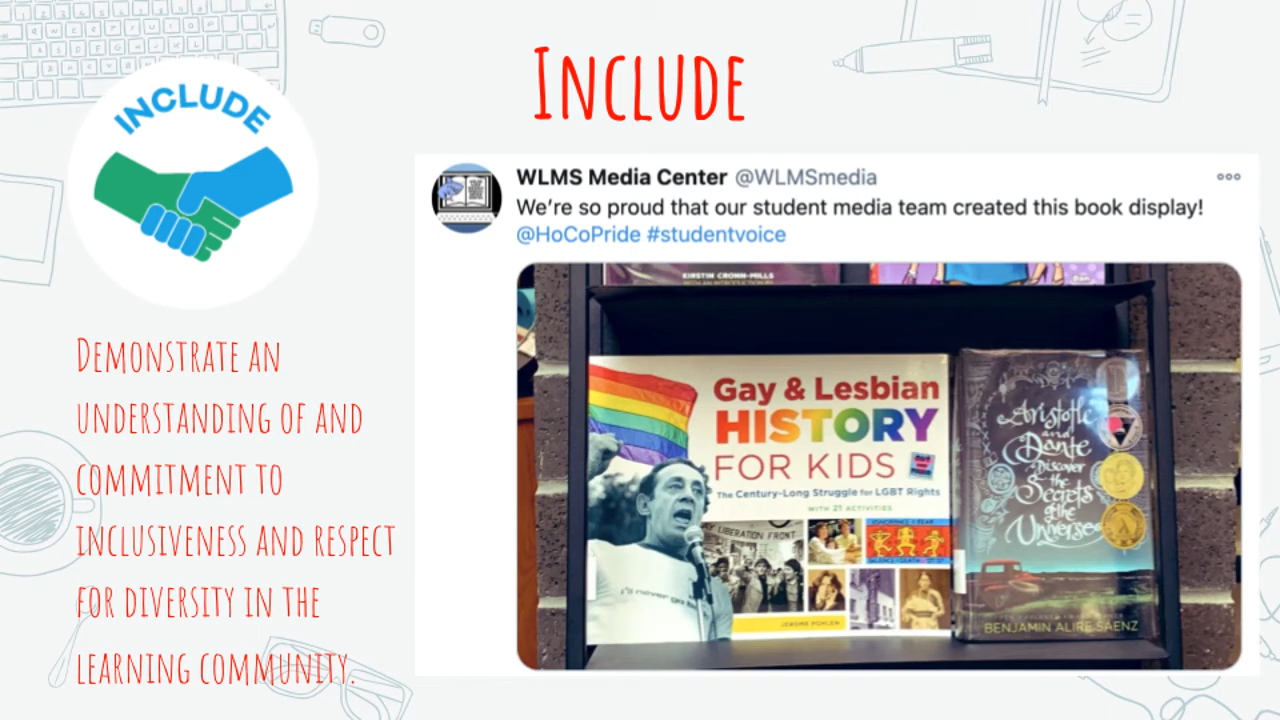 Include
INCLUDE
Demonstrate an
understanding of and
commitment to
inclusiveness and respect
for diversity in the
learning community.
WLMS Media Center @WLMSmedia
We're so proud that our student media team created this book display!
@HoCoPride #studentvoice
KIRSTIN CRONN-MILLS
Gay & Lesbian
HISTORY
FOR KIDS
The Century-Long Struggle for LGBT Rights
WITH 21 ACTIVITIES
LIBERATION FRONT
JEROME POHLEN
Aristotle
and
Dante
Discover
the
Secrets
of the
Universe
BENJAMIN ALIRE SÁENZ